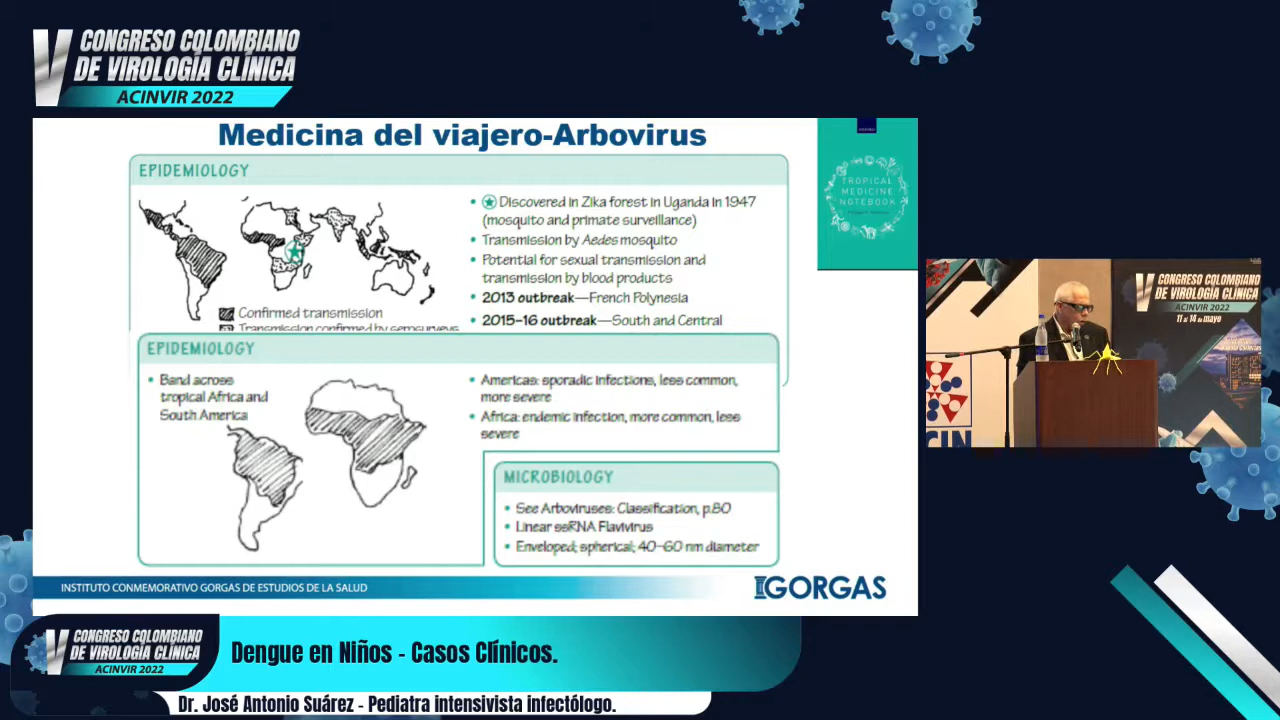 V CONGRESO COLOMBIANO
DE VIROLOGÍA CLÍNICA
ACINVIR 2022
Medicina del viajero-Arbovirus
EPIDEMIOLOGY
• Discovered in Zika forest in Uganda in 1947
(mosquito and primate surveillance)
• Transmission by Aedes mosquito
• Potential for sexual transmission and
transmission by blood products
• 2013 outbreak—French Polynesia
• 2015–16 outbreak—South and Central
Confirmed transmission
Transmission confirmed by serosurveys
TROPICAL
MEDICINE
NOTEBOOK
EPIDEMIOLOGY
• Band across
tropical Africa and
South America
• Americas: sporadic infections, less common,
more severe
• Africa: endemic infection, more common, less
severe
MICROBIOLOGY
• See Arboviruses: Classification, p.80
• Linear ssRNA Flavivirus
• Enveloped; spherical; 40–60 nm diameter
INSTITUTO CONMEMORATIVO GORGAS DE ESTUDIOS DE LA SALUD
GORGAS
V CONGRESO COLOMBIANO
DE VIROLOGÍA CLÍNICA
ACINVIR 2022
11 al 14 de mayo
CIN
V CONGRESO COLOMBIANO
DE VIROLOGÍA CLÍNICA
ACINVIR 2022
Dengue en Niños - Casos Clínicos.
Dr. José Antonio Suárez - Pediatra intensivista infectólogo.